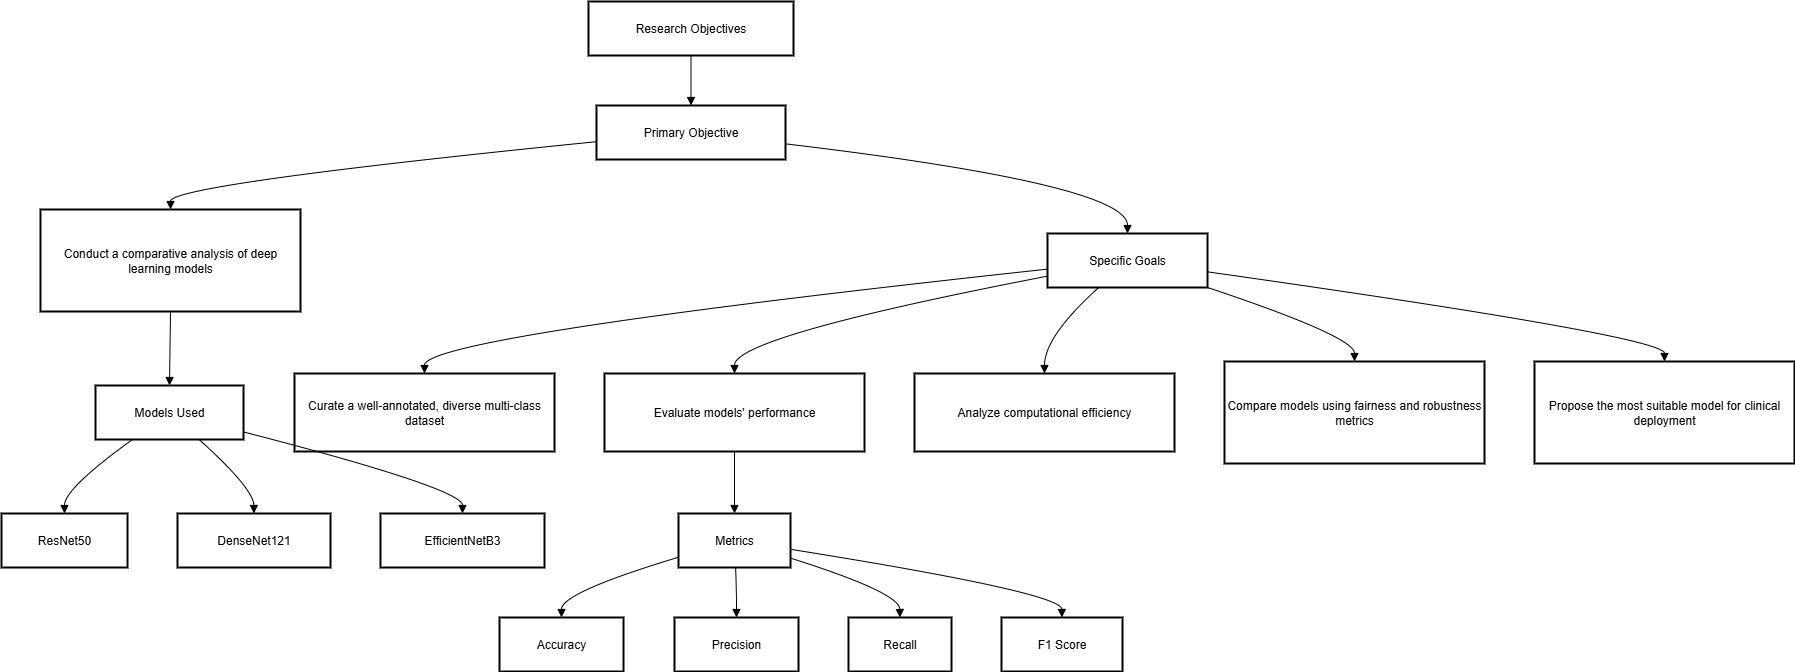 Research Objectives
Primary Objective
Conduct a comparative analysis of deep
learning models
Specific Goals
Models Used
Curate a well-annotated, diverse multi-class
dataset
Evaluate models' performance
Analyze computational efficiency
Compare models using fairness and robustness
metrics
Propose the most suitable model for clinical
deployment
ResNet50
DenseNet121
EfficientNetB3
Metrics
Accuracy
Precision
Recall
F1 Score